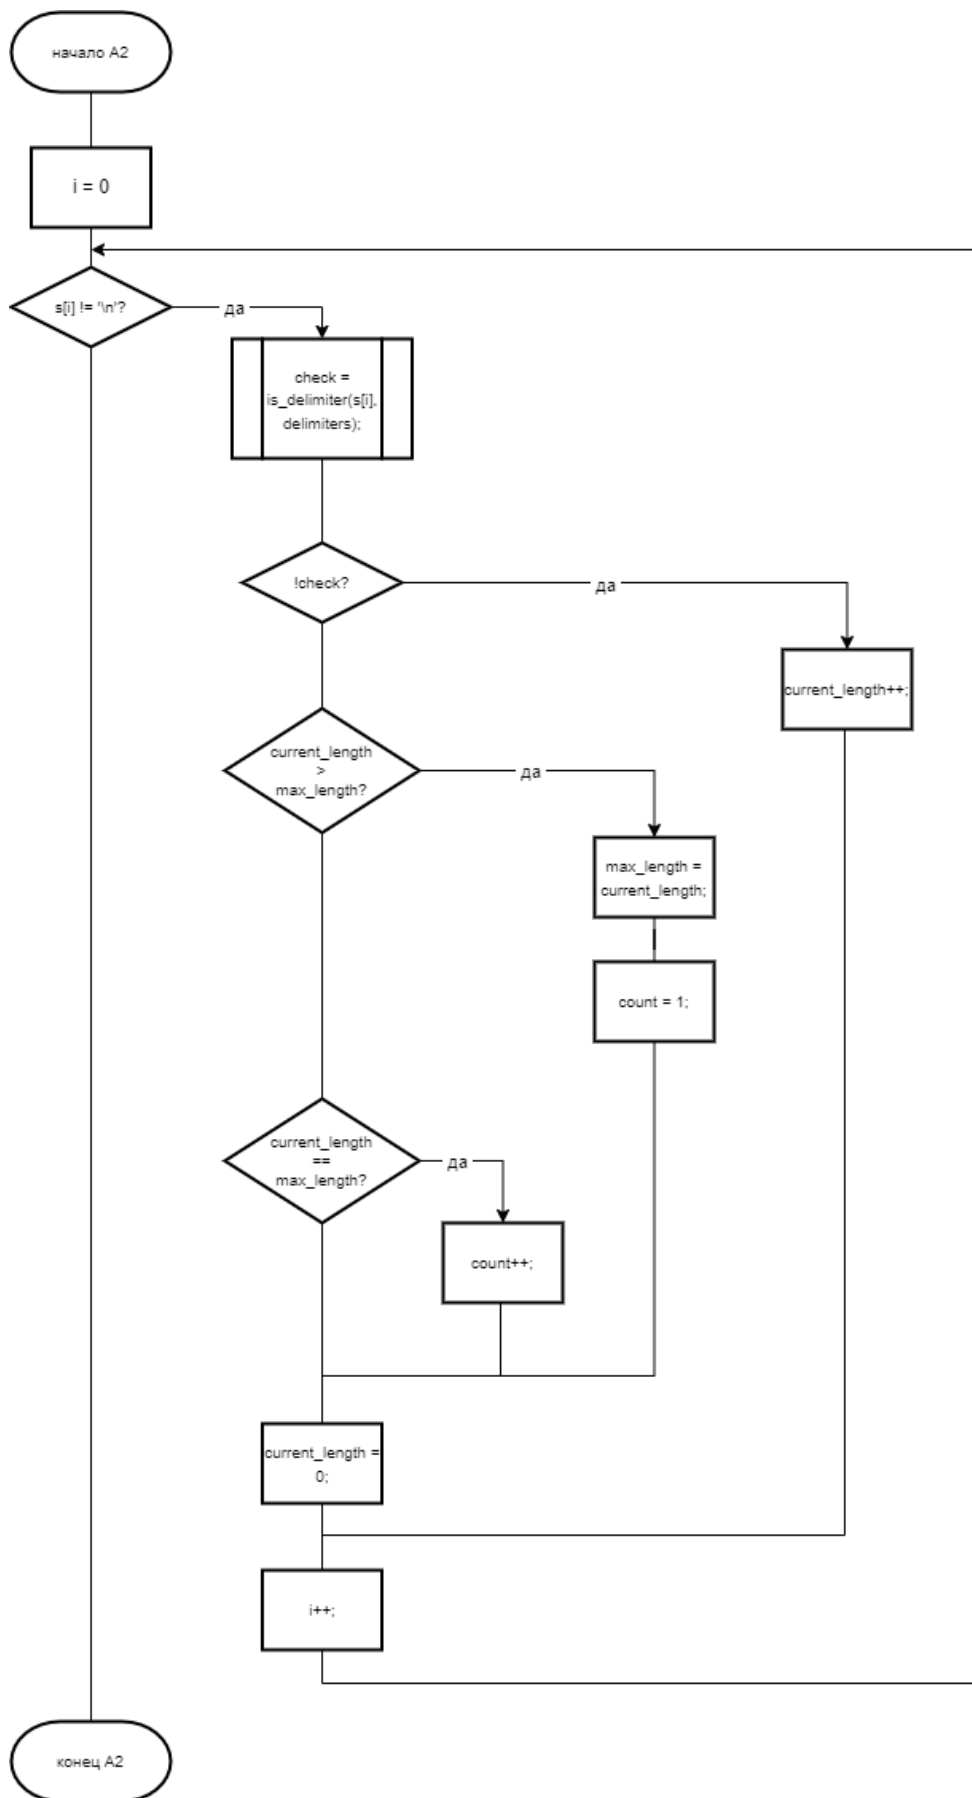 начало А2
i = 0
s[i] != '\n'?
да
check =
is_delimiter(s[i],
delimiters);
!check?
да
current_length++;
current_length
>
max_length?
да
max_length =
current_length;
count = 1;
current_length
==
max_length?
да
count++;
current_length =
0;
i++;
конец А2